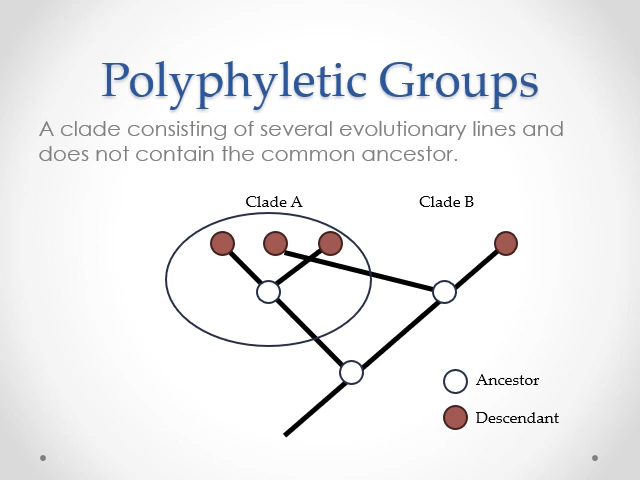 Polyphyletic Groups
A clade consisting of several evolutionary lines and
does not contain the common ancestor.
Clade A
Clade B
Ancestor
Descendant